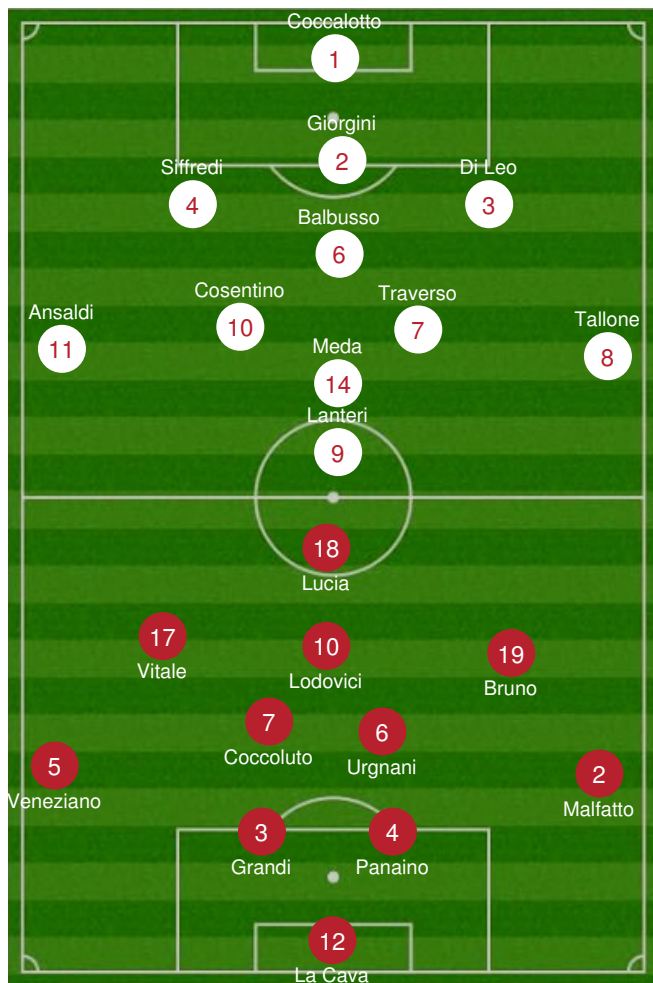 Coccalotto
1
Giorgini
2
Siffredi
4
Di Leo
3
Balbusso
6
Cosentino
10
Traverso
7
Ansaldi
11
Tallone
8
Meda
14
Lanteri
9
18
Lucia
17
Vitale
10
Lodovici
19
Bruno
7
Coccoluto
6
Urgnani
5
Veneziano
2
Malfatto
3
Grandi
4
Panaino
12
La Cava